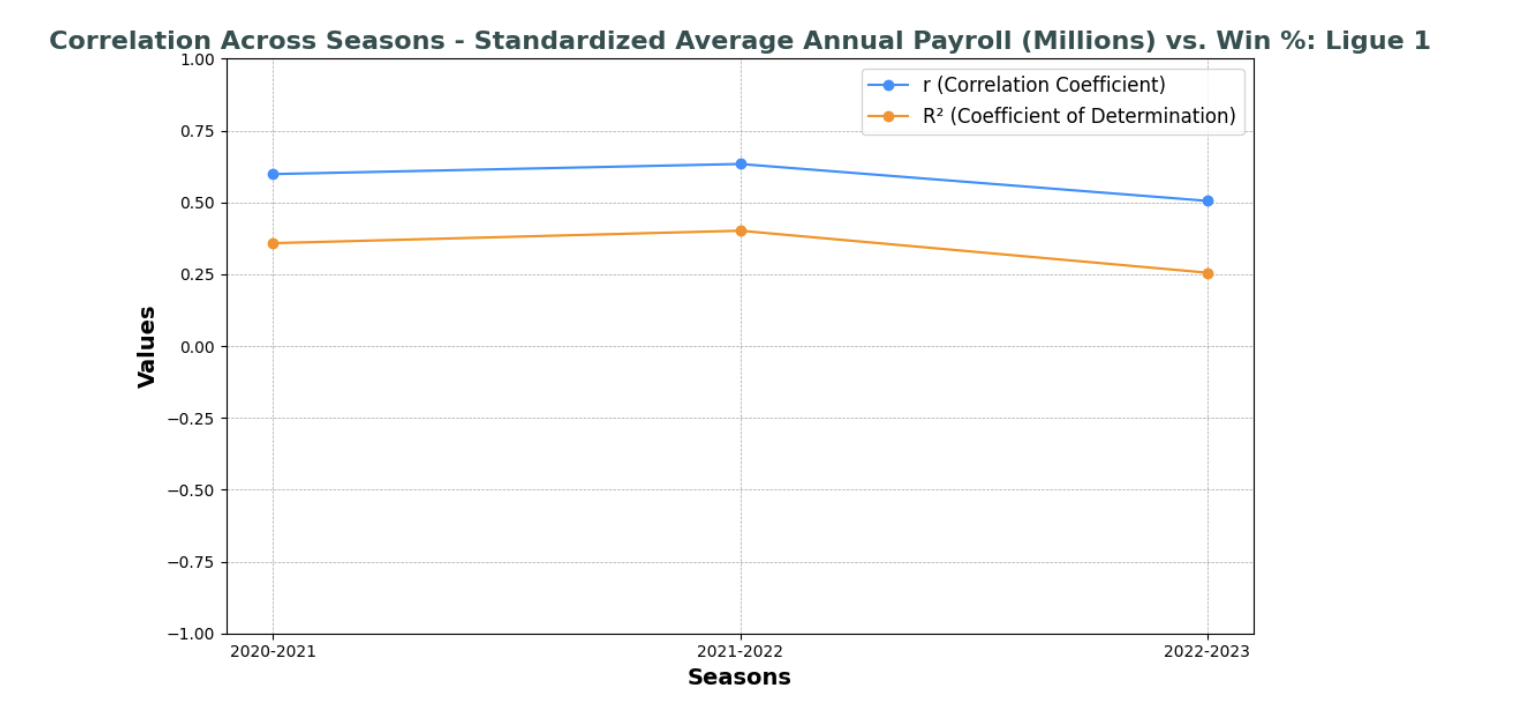 Correlation Across Seasons - Standardized Average Annual Payroll (Millions) vs. Win %: Ligue 1
r (Correlation Coefficient)
R² (Coefficient of Determination)
1.00
0.75
0.50
0.25
0.00
−0.25
−0.50
−0.75
−1.00
Values
2020-2021
2021-2022
2022-2023
Seasons